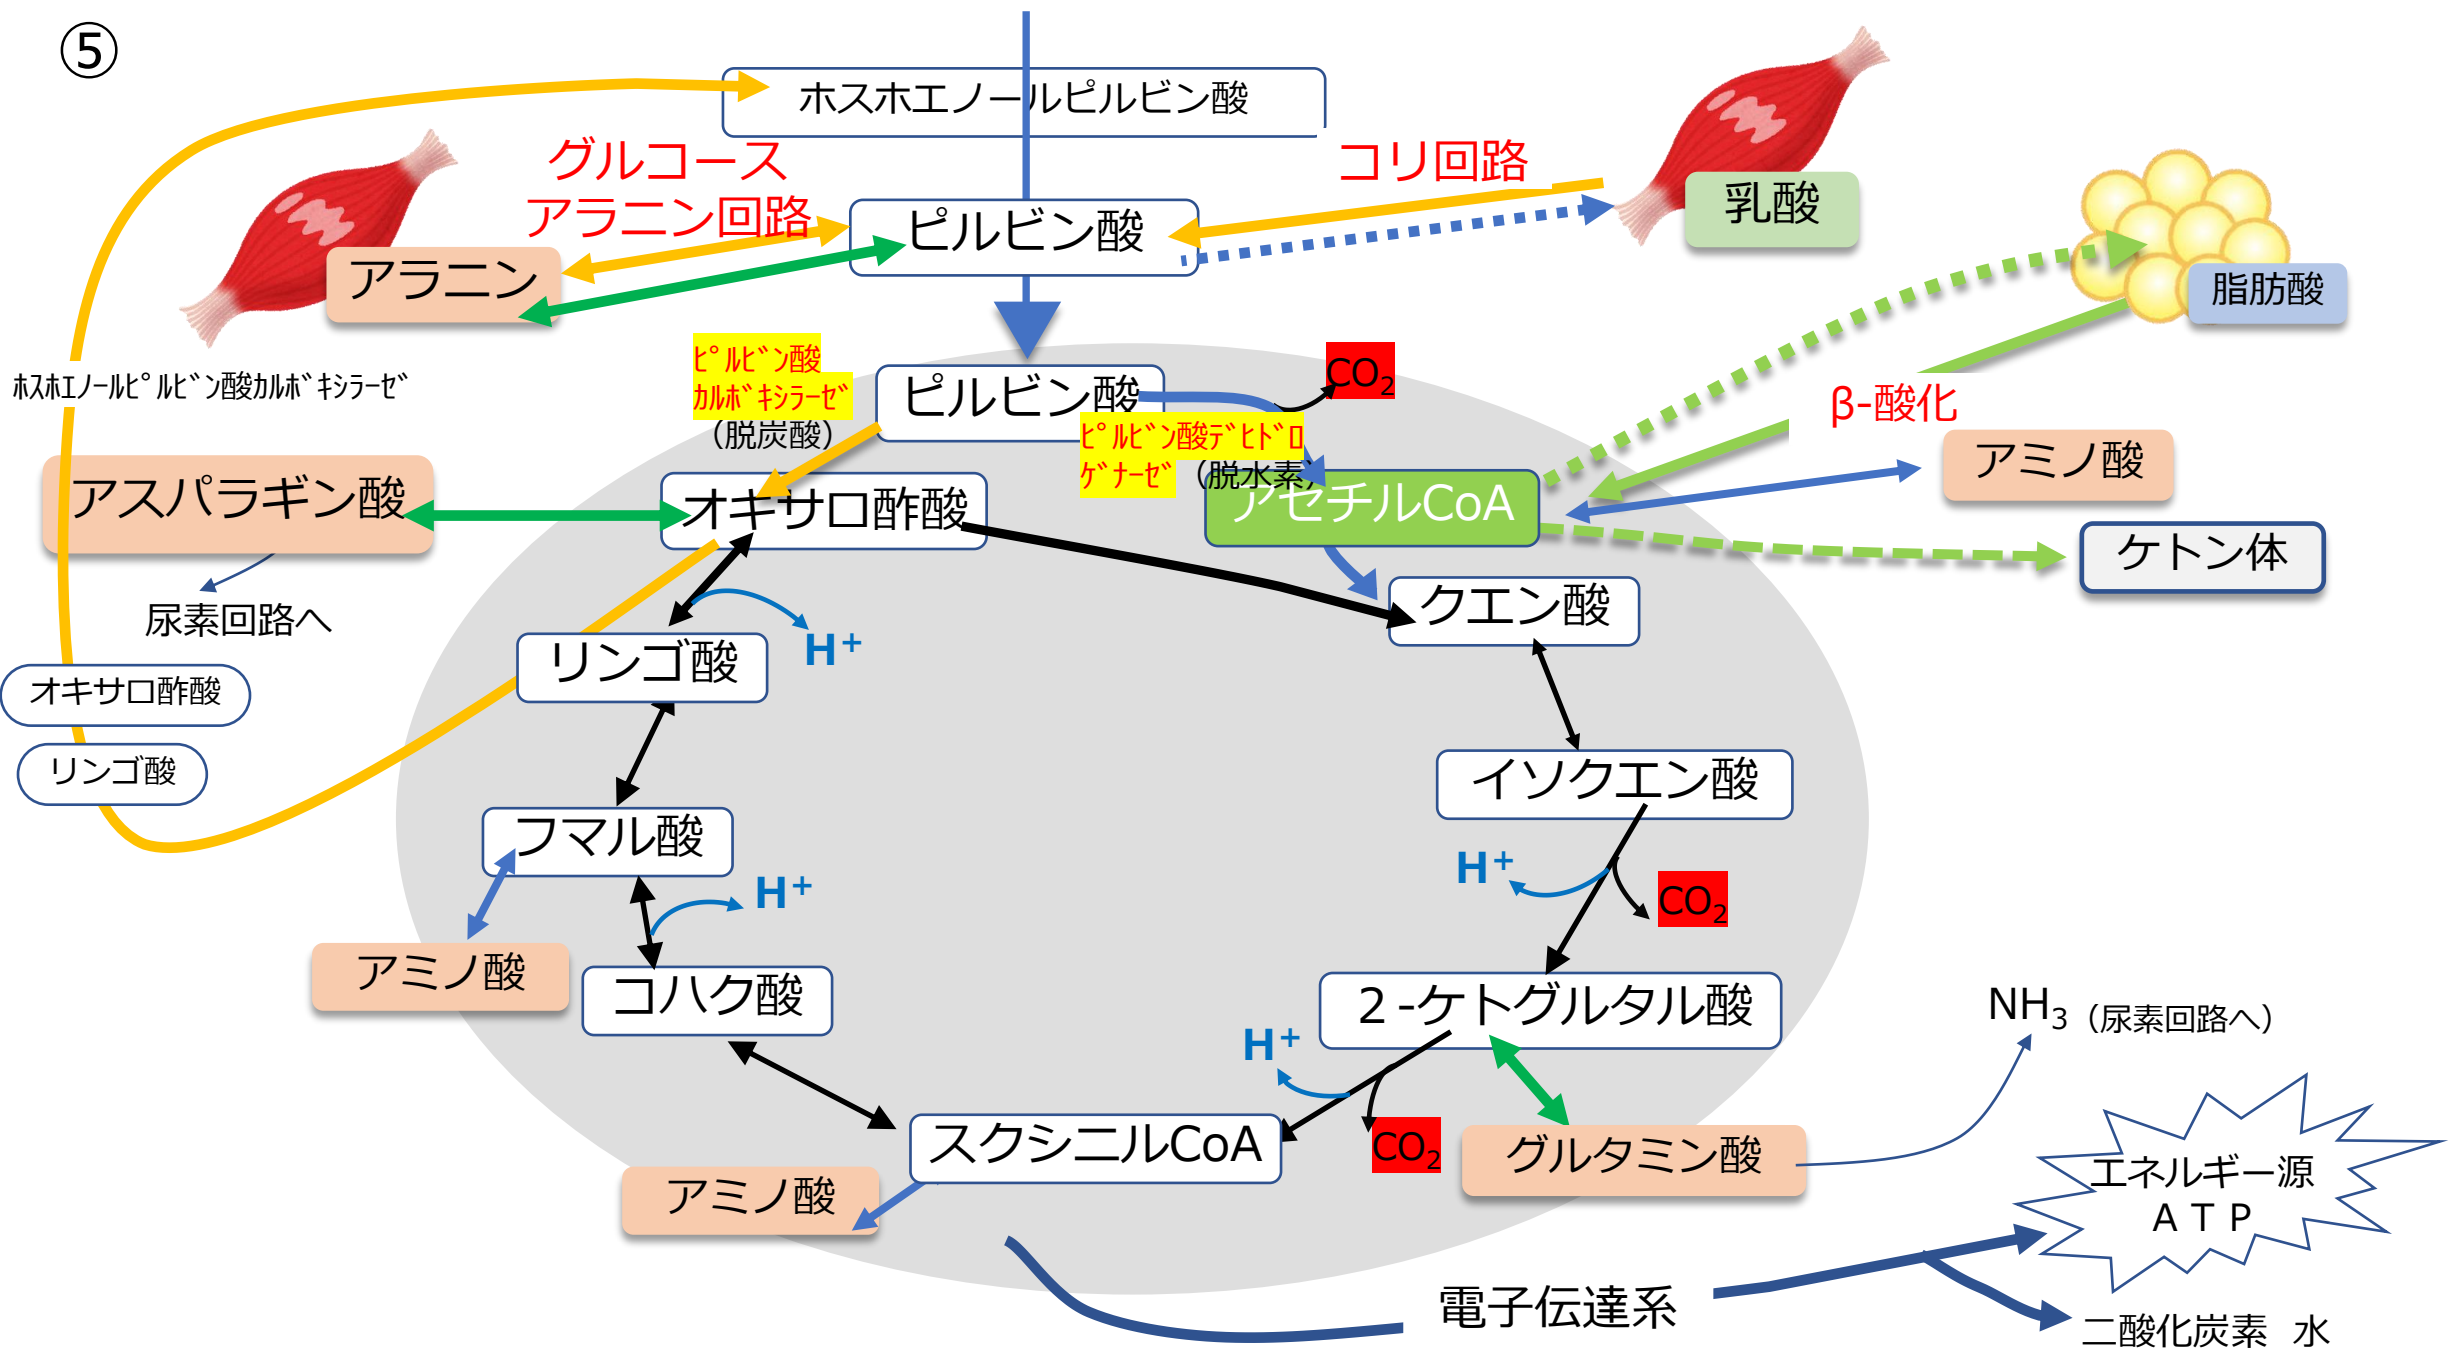 ⑤
ホスホエノールピルビン酸
グルコース
アラニン回路
コリ回路
乳酸
ピルビン酸
アラニン
脂肪酸
ﾋﾟﾙﾋﾞﾝ酸
ｶﾙﾎﾞｷｼﾗｰｾﾞ
（脱炭酸）
ピルビン酸
CO₂
ﾎｽﾎｴﾉｰﾙﾋﾟﾙﾋﾞﾝ酸ｶﾙﾎﾞｷｼﾗｰｾﾞ
β-酸化
ﾋﾟﾙﾋﾞﾝ酸ﾃﾞﾋﾄﾞﾛ
ｹﾞﾅｰｾﾞ（脱水素）
アミノ酸
アスパラギン酸
オキサロ酢酸
アセチルCoA
ケトン体
尿素回路へ
クエン酸
リンゴ酸
H⁺
オキサロ酢酸
リンゴ酸
イソクエン酸
フマル酸
H⁺
H⁺
CO₂
アミノ酸
コハク酸
２-ケトグルタル酸
NH₃（尿素回路へ）
H⁺
CO₂
スクシニルCoA
グルタミン酸
アミノ酸
エネルギー源
ＡＴＰ
電子伝達系
二酸化炭素　水